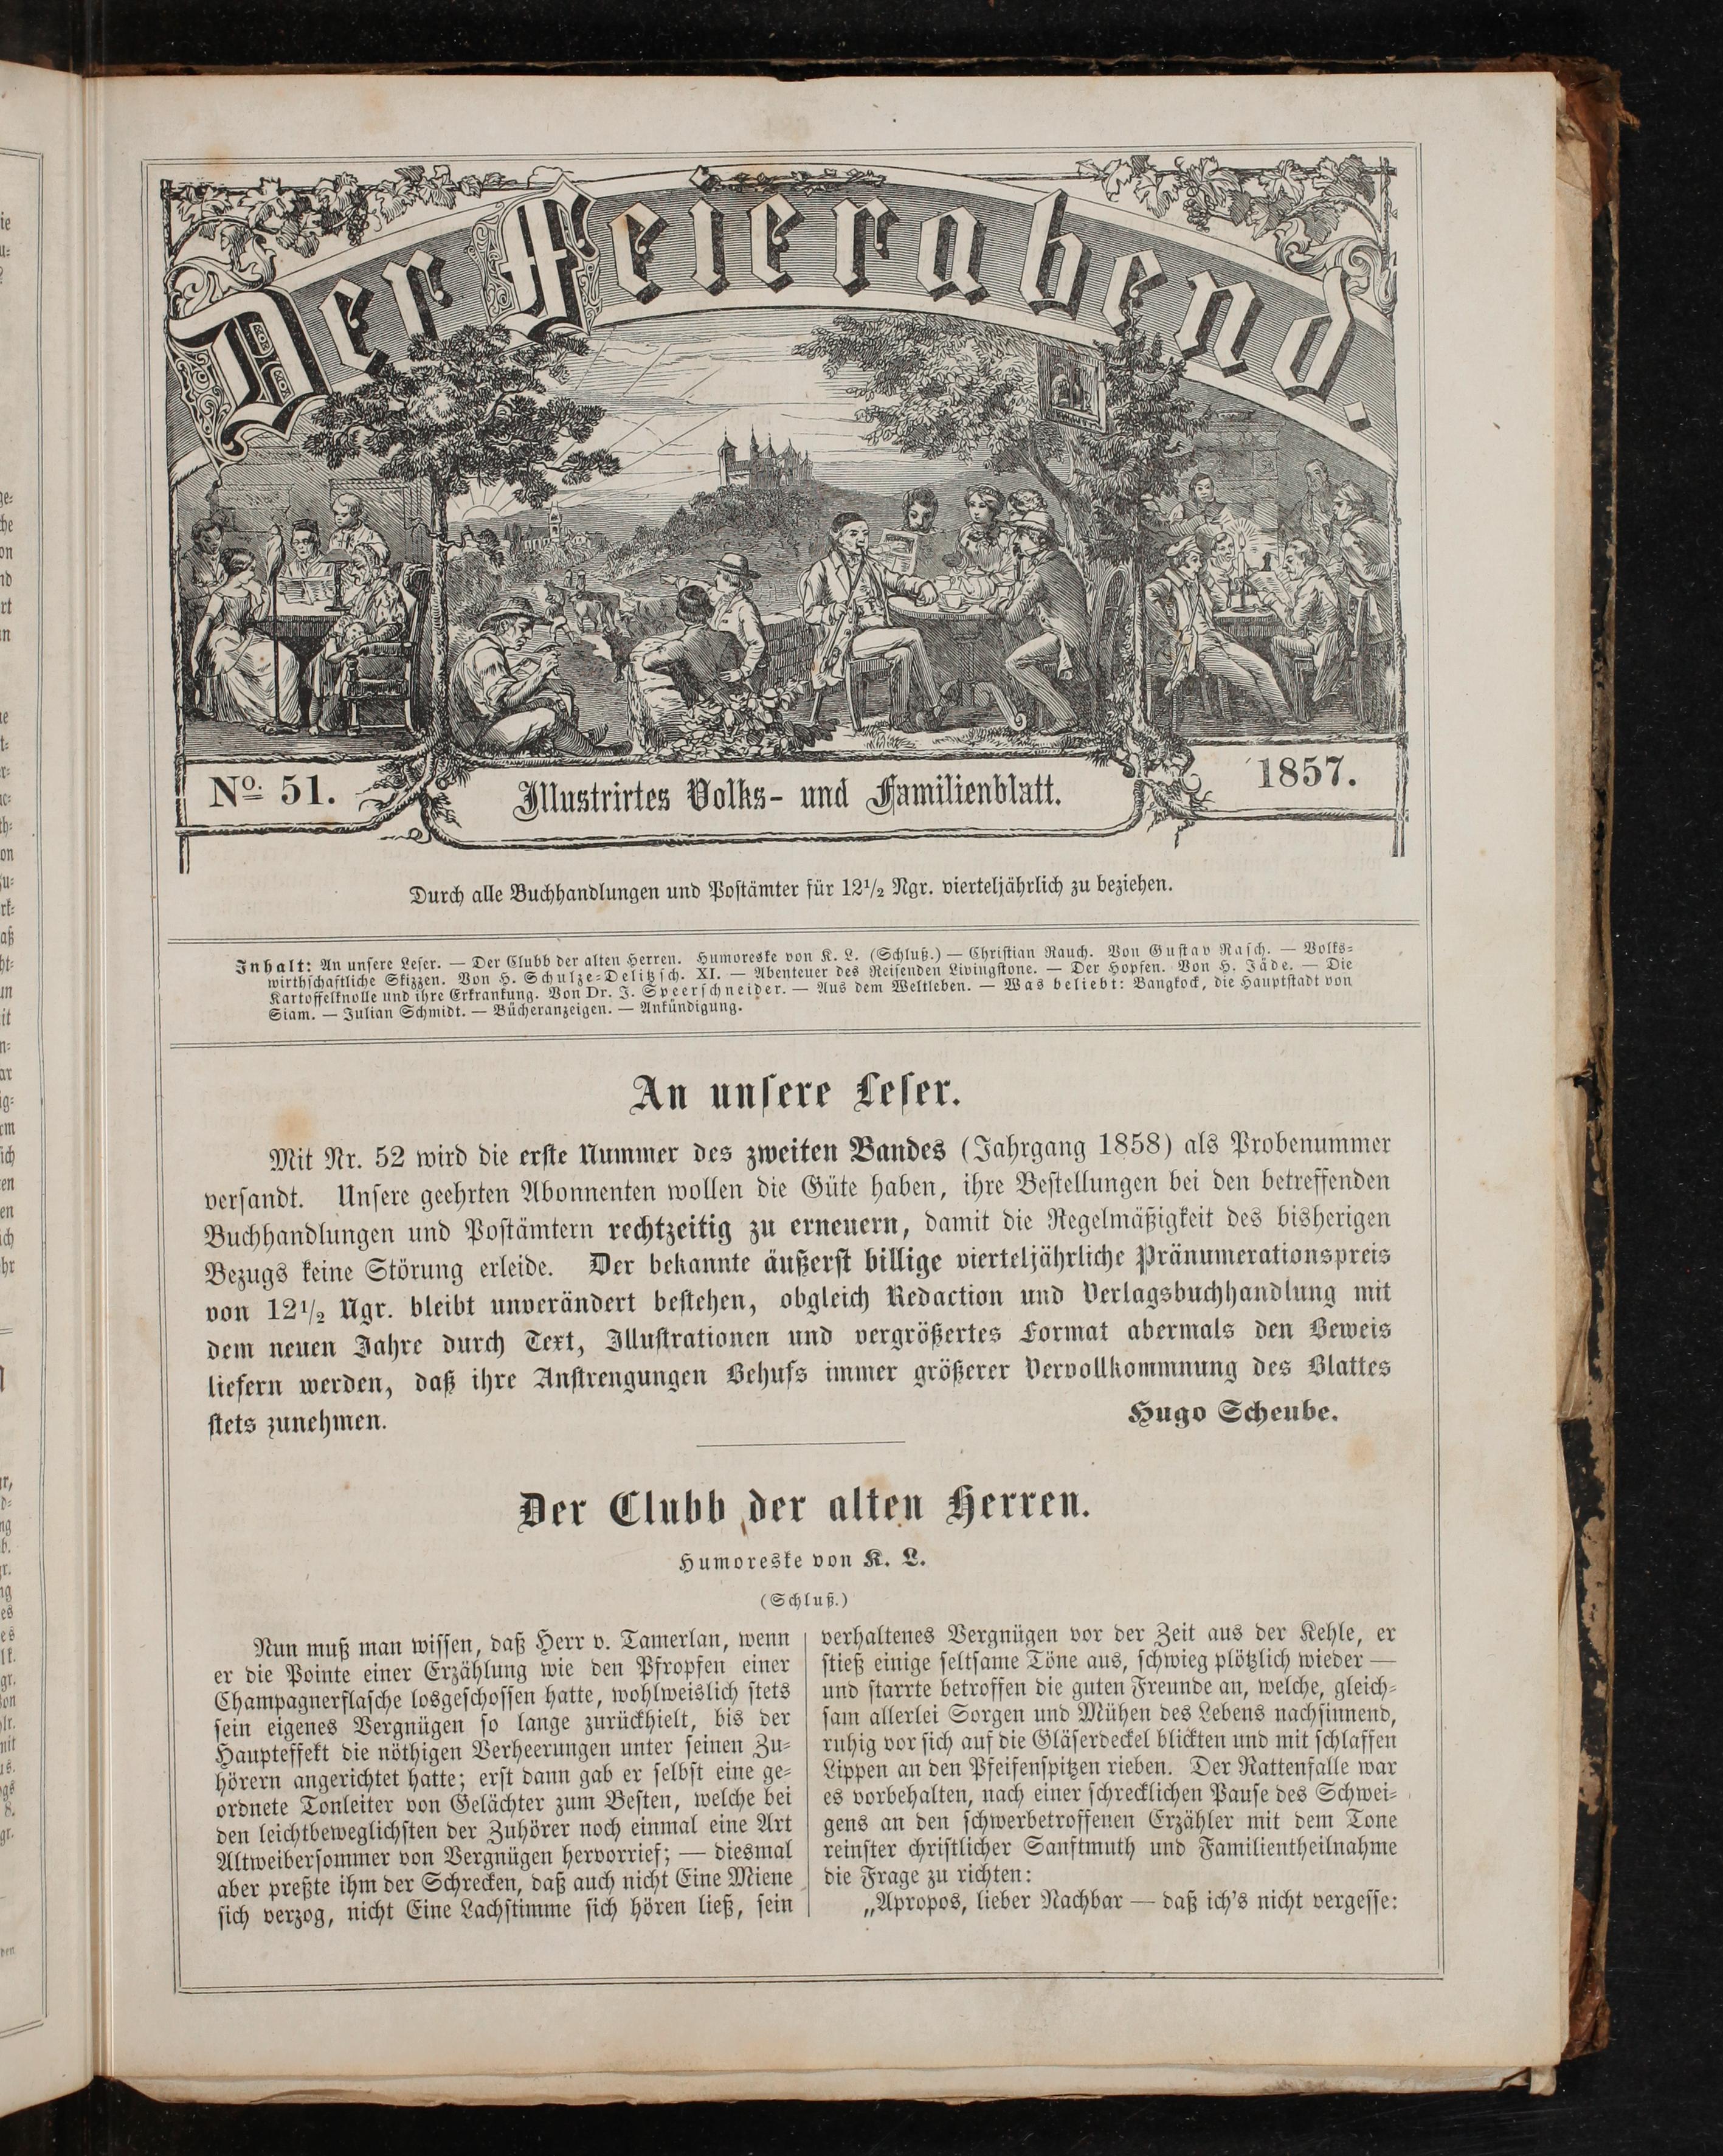 Der Feierabend.
No. 51.
Illustrirtes Volks- und Familienblatt.
1857.
Durch alle Buchhandlungen und Postämter für 12½ Ngr. vierteljährlich zu beziehen.
Inhalt: An unsere Leser. — Der Clubb der alten Herren. Humoreske von K. L. (Schluß.) — Christian Rauch. Von Gustav Rasch. — Volks-
wirthschaftliche Skizzen. Von H. Schulze-Delitzsch. XI. — Abenteuer des Reisenden Livingstone. — Der Hopfen. Von H. Jäde. — Die
Kartoffelknolle und ihre Erkrankung. Von Dr. J. Speerschneider. — Aus dem Weltleben. — Was beliebt: Bangkock, die Hauptstadt von
Siam. — Julian Schmidt. — Bücheranzeigen. — Ankündigung.
An unsere Leser.
Mit Nr. 52 wird die erste Nummer des zweiten Bandes (Jahrgang 1858) als Probenummer
versandt. Unsere geehrten Abonnenten wollen die Güte haben, ihre Bestellungen bei den betreffenden
Buchhandlungen und Postämtern rechtzeitig zu erneuern, damit die Regelmäßigkeit des bisherigen
Bezugs keine Störung erleide. Der bekannte äußerst billige vierteljährliche Pränumerationspreis
von 12½ Ngr. bleibt unverändert bestehen, obgleich Redaction und Verlagsbuchhandlung mit
dem neuen Jahre durch Text, Illustrationen und vergrößertes Format abermals den Beweis
liefern werden, daß ihre Anstrengungen Behufs immer größerer Vervollkommnung des Blattes
stets zunehmen.
Hugo Scheube.
Der Clubb der alten Herren.
Humoreske von K. L.
(Schluß.)
Nun muß man wissen, daß Herr v. Tamerlan, wenn
er die Pointe einer Erzählung wie den Pfropfen einer
Champagnerflasche losgeschossen hatte, wohlweislich stets
sein eigenes Vergnügen so lange zurückhielt, bis der
Haupteffekt die nöthigen Verheerungen unter seinen Zu-
hörern angerichtet hatte; erst dann gab er selbst eine ge-
ordnete Tonleiter von Gelächter zum Besten, welche bei
den leichtbeweglichsten der Zuhörer noch einmal eine Art
Altweibersommer von Vergnügen hervorrief; — diesmal
aber preßte ihm der Schrecken, daß auch nicht Eine Miene
sich verzog, nicht Eine Lachstimme sich hören ließ, sein
verhaltenes Vergnügen vor der Zeit aus der Kehle, er
stieß einige seltsame Töne aus, schwieg plötzlich wieder —
und starrte betroffen die guten Freunde an, welche, gleich-
sam allerlei Sorgen und Mühen des Lebens nachsinnend,
ruhig vor sich auf die Gläserdeckel blickten und mit schlaffen
Lippen an den Pfeifenspitzen rieben. Der Rattenfalle war
es vorbehalten, nach einer schrecklichen Pause des Schwei-
gens an den schwerbetroffenen Erzähler mit dem Tone
reinster christlicher Sanftmuth und Familientheilnahme
die Frage zu richten:
„Apropos, lieber Nachbar — daß ich's nicht vergesse: